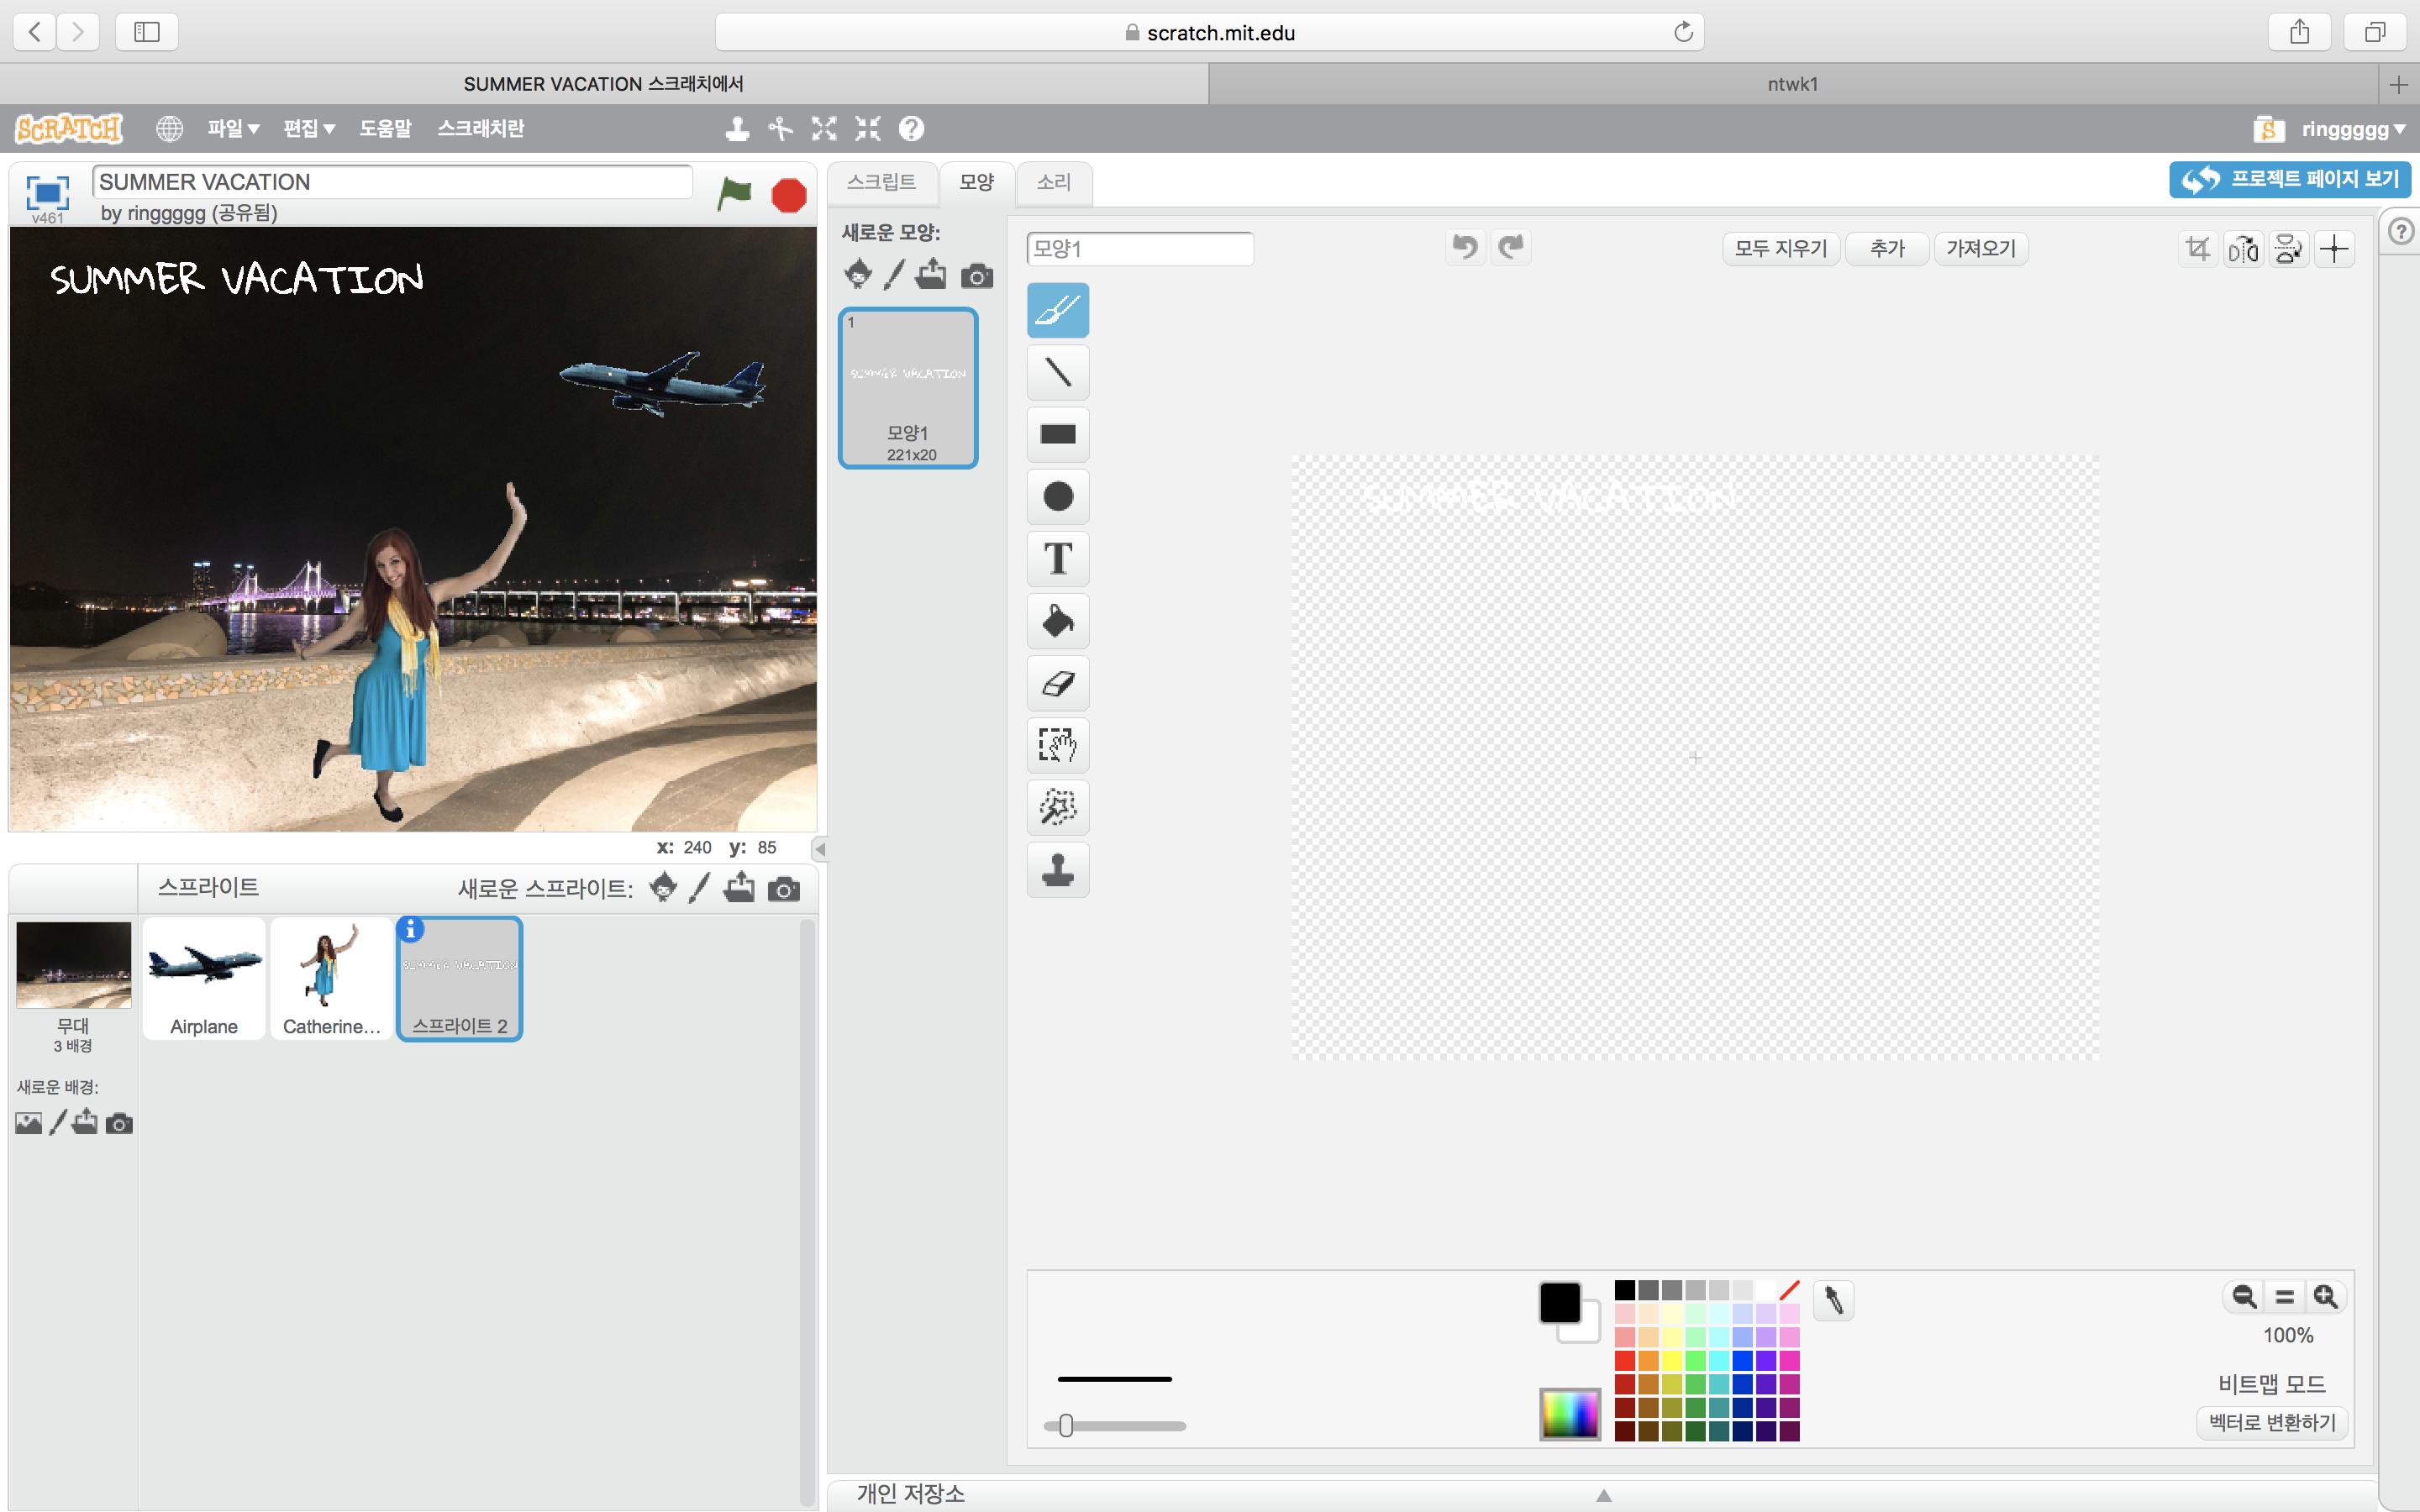 scratch.mit.edu
SUMMER VACATION 스크래치에서
ntwk1
SCRATCH
파일
편집
도움말
스크래치란
ringgggg
v461
SUMMER VACATION
by ringgggg (공유됨)
스크립트
모양
소리
프로젝트 페이지 보기
SUMMER VACATION
새로운 모양:
1
SUMMER VACATION
모양1
221x20
모양1
모두 지우기
추가
가져오기
T
SUMMER VACATION
x: 240 y: 85
스프라이트
새로운 스프라이트:
무대
3 배경
새로운 배경:
Airplane
Catherine...
SUMMER VACATION
스프라이트 2
100%
비트맵 모드
벡터로 변환하기
개인 저장소